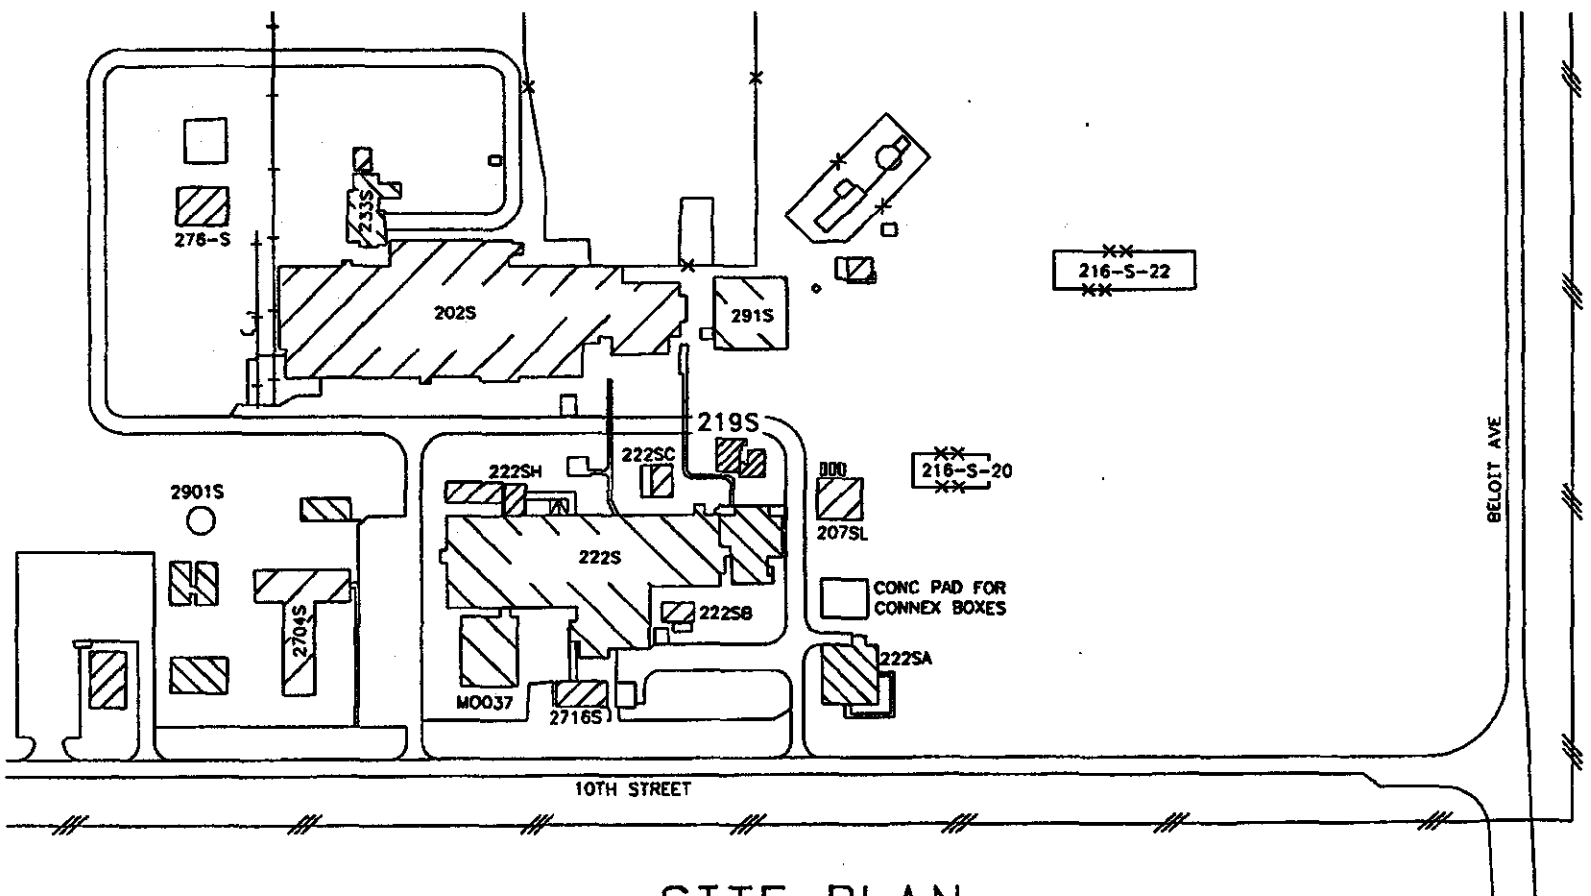 233S
276-S
216-S-22
202S
291S
219S
BELOIT AVE
222SC
222SH
216-S-20
2901S
207SL
222S
CONC PAD FOR
CONNEX BOXES
222SB
2704S
222SA
MO037
2716S
10TH STREET
SITE PLAN